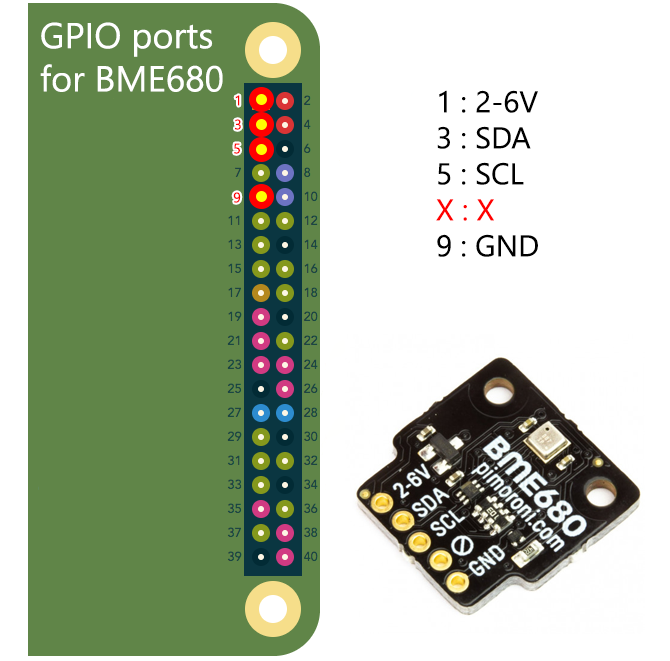 GPIO ports
for BME680
1 2
3 4
5 6
7 8
9 10
11 12
13 14
15 16
17 18
19 20
21 22
23 24
25 26
27 28
29 30
31 32
33 34
35 36
37 38
39 40
1 : 2-6V
3 : SDA
5 : SCL
X : X
9 : GND
2-6V
SDA
SCL
GND
BME680
pimoroni.com